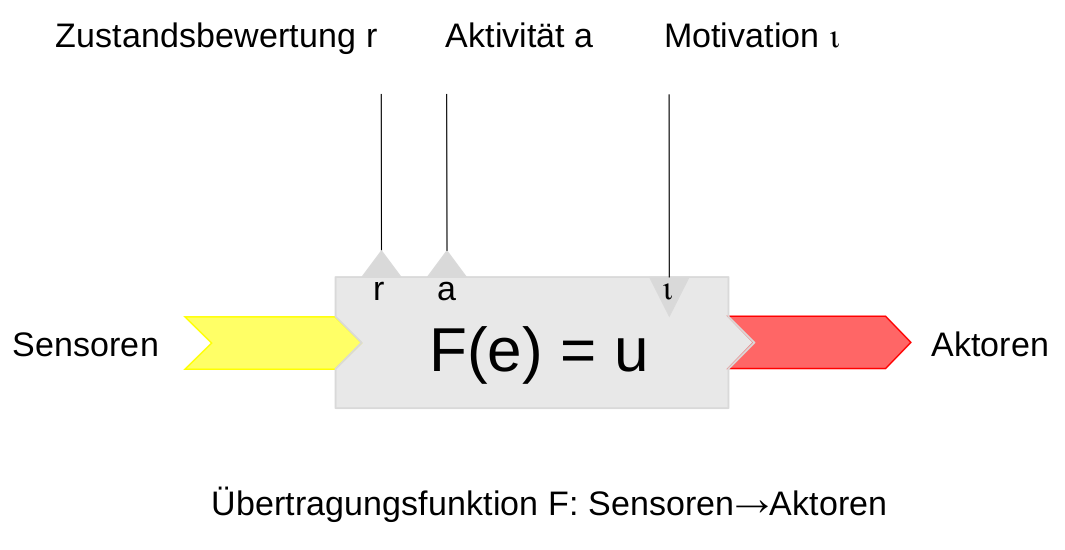 Zustandsbewertung r Aktivität a Motivation ι
r a ι
F(e) = u
Sensoren
Aktoren
Übertragungsfunktion F: Sensoren→Aktoren